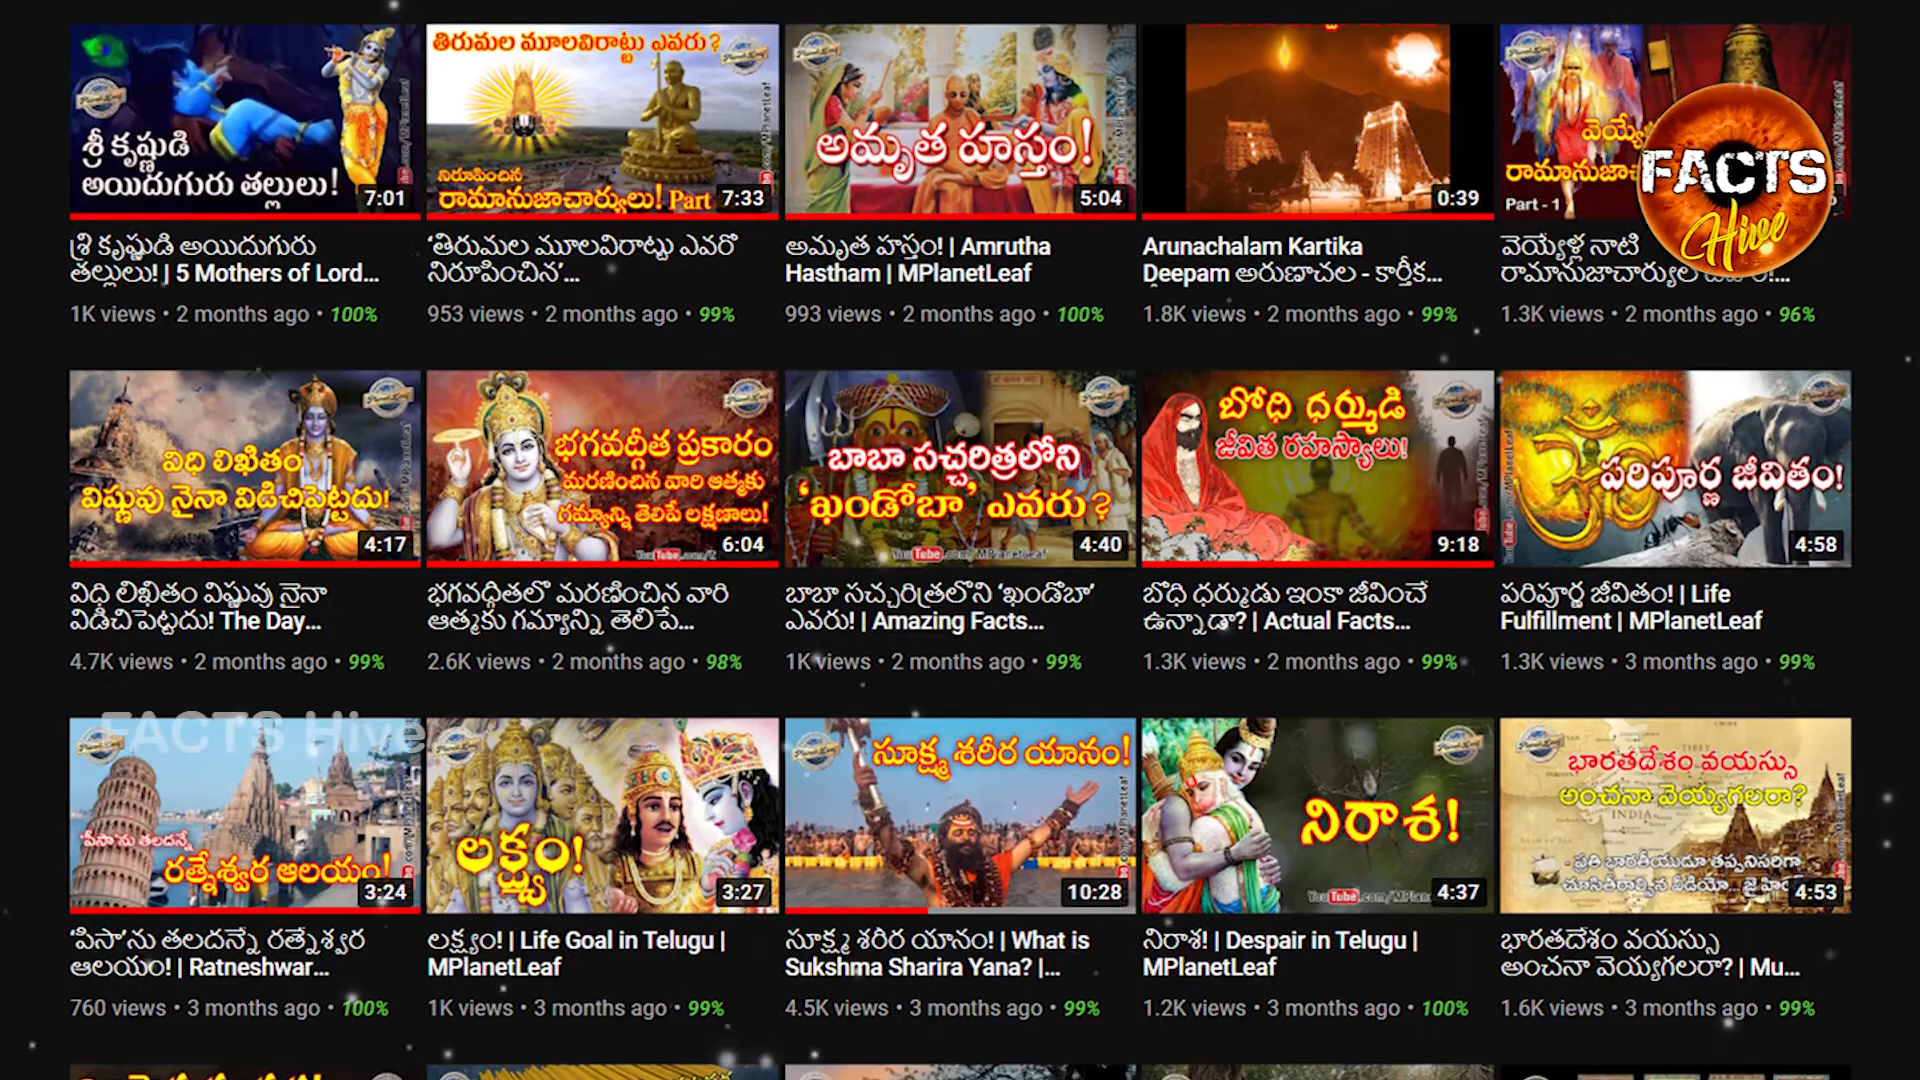 శ్రీ కృష్ణుడి
అయిదుగురు తల్లులు!
7:01
తిరుమల మూలవిరాట్టు ఎవరు?
నిరూపించిన
రామానుజాచార్యులు! Part
7:33
అమృత హస్తం!
5:04
0:39
రామానుజా
Part - 1
FACTS
Hive
శ్రీ కృష్ణుడి అయిదుగురు
తల్లులు! | 5 Mothers of Lord...
‘తిరుమల మూలవిరాట్టు ఎవరో
నిరూపించిన’...
అమృత హస్తం! | Amrutha
Hastham | MPlanetLeaf
Arunachalam Kartika
Deepam అరుణాచల - కార్తీక...
వెయ్యేళ్ల నాటి
రామానుజాచార్యుల
1K views • 2 months ago • 100%
953 views • 2 months ago • 99%
993 views • 2 months ago • 100%
1.8K views • 2 months ago • 99%
1.3K views • 2 months ago • 96%
విధి లిఖితం
విష్ణువు నైనా విడిచిపెట్టదు!
4:17
భగవద్గీత ప్రకారం
మరణించిన వారి ఆత్మకు
గమ్యాన్ని తెలిపే లక్షణాలు!
6:04
బాబా సచ్చరిత్రలోని
‘ఖండోబా’ ఎవరు?
YouTube.com/MPlanetLeaf
4:40
బోధి ధర్ముడి
జీవిత రహస్యాలు!
9:18
పరిపూర్ణ జీవితం!
4:58
విధి లిఖితం విష్ణువు నైనా
విడిచిపెట్టదు! The Day...
భగవద్గీతలో మరణించిన వారి
ఆత్మకు గమ్యాన్ని తెలిపే...
బాబా సచ్చరిత్రలోని ‘ఖండోబా’
ఎవరు! | Amazing Facts...
బోధి ధర్ముడు ఇంకా జీవించే
ఉన్నాడా? | Actual Facts...
పరిపూర్ణ జీవితం! | Life
Fulfillment | MPlanetLeaf
4.7K views • 2 months ago • 99%
2.6K views • 2 months ago • 98%
1K views • 2 months ago • 99%
1.3K views • 2 months ago • 99%
1.3K views • 3 months ago • 99%
FACTS Hive
‘పీసా’ను తలదన్నే
రత్నేశ్వర ఆలయం!
3:24
లక్ష్యం!
3:27
సూక్ష్మ శరీర యానం!
10:28
నిరాశ!
4:37
భారతదేశం వయస్సు
అంచనా వెయ్యగలరా?
INDIA
- ప్రతి భారతీయుడూ తప్పనిసరిగా
చూసితీరాల్సిన వీడియో... జై హిం
4:53
‘పిసా’ను తలదన్నే రత్నేశ్వర
ఆలయం! | Ratneshwar...
లక్ష్యం! | Life Goal in Telugu |
MPlanetLeaf
సూక్ష్మ శరీర యానం! | What is
Sukshma Sharira Yana? |...
నిరాశ! | Despair in Telugu |
MPlanetLeaf
భారతదేశం వయస్సు
అంచనా వెయ్యగలరా? | Mu...
760 views • 3 months ago • 100%
1K views • 3 months ago • 99%
4.5K views • 3 months ago • 99%
1.2K views • 3 months ago • 100%
1.6K views • 3 months ago • 99%